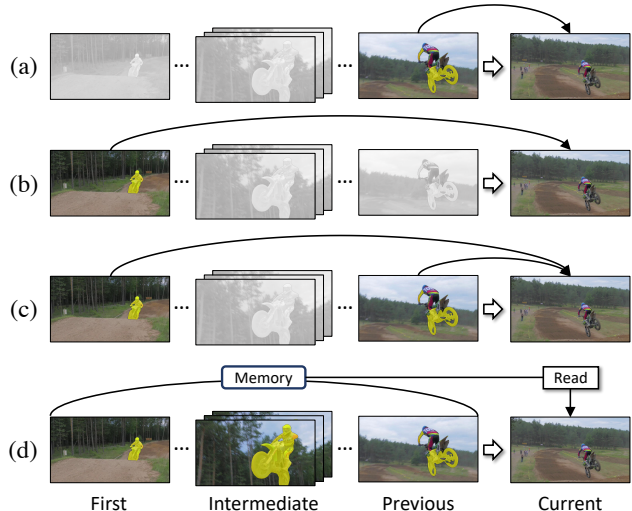 (a) ... ...
(b) ... ...
(c) ... ...
Memory Read
(d) ... ...
First Intermediate Previous Current